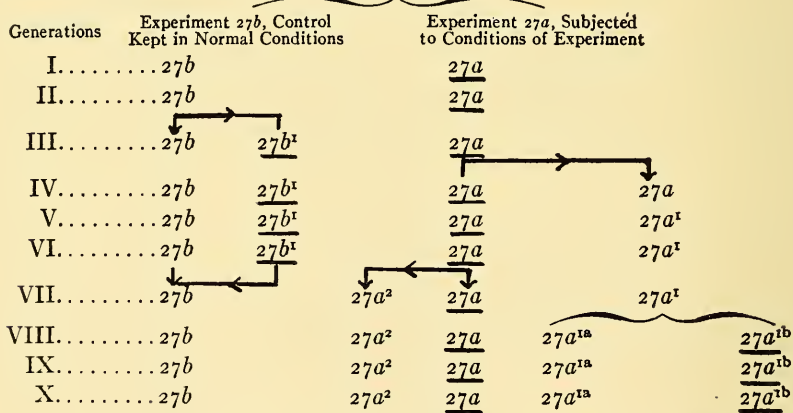 Generations Experiment 27b, Control Kept in Normal Conditions Experiment 27a, Subjected to Conditions of Experiment
I........27b 27a
II........27b 27a
III........27b 27b¹ 27a
IV........27b 27b¹ 27a 27a
V........27b 27b¹ 27a 27a¹
VI........27b 27b¹ 27a 27a¹
VII........27b 27a² 27a 27a¹
VIII........27b 27a² 27a 27a¹ᵃ 27a¹ᵇ
IX........27b 27a² 27a 27a¹ᵃ 27a¹ᵇ
X........27b 27a² 27a 27a¹ᵃ 27a¹ᵇ